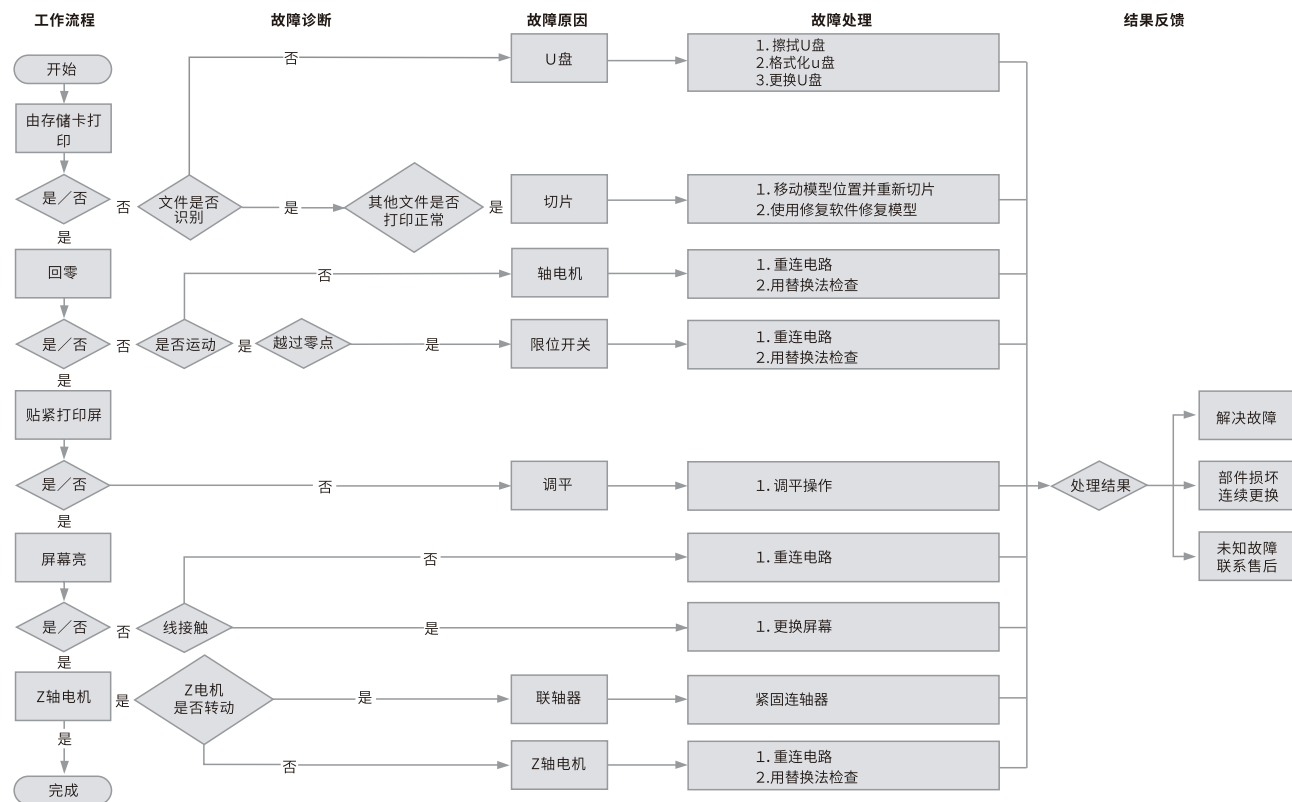 工作流程
故障诊断
故障原因
故障处理
结果反馈
开始
否
U盘
1. 擦拭U盘
2.格式化u盘
3.更换U盘
由存储卡打
印
是／否
否
文件是否
识别
是
其他文件是否
打印正常
是
切片
1. 移动模型位置并重新切片
2.使用修复软件修复模型
是
回零
否
轴电机
1. 重连电路
2.用替换法检查
是／否
否
是否运动
是
越过零点
是
限位开关
1. 重连电路
2.用替换法检查
是
贴紧打印屏
解决故障
是／否
否
调平
1. 调平操作
处理结果
部件损坏
连续更换
是
屏幕亮
否
1. 重连电路
未知故障
联系售后
是／否
否
线接触
是
1. 更换屏幕
是
Z轴电机
是
Z电机
是否转动
是
联轴器
紧固连轴器
是
否
Z轴电机
1. 重连电路
2.用替换法检查
完成